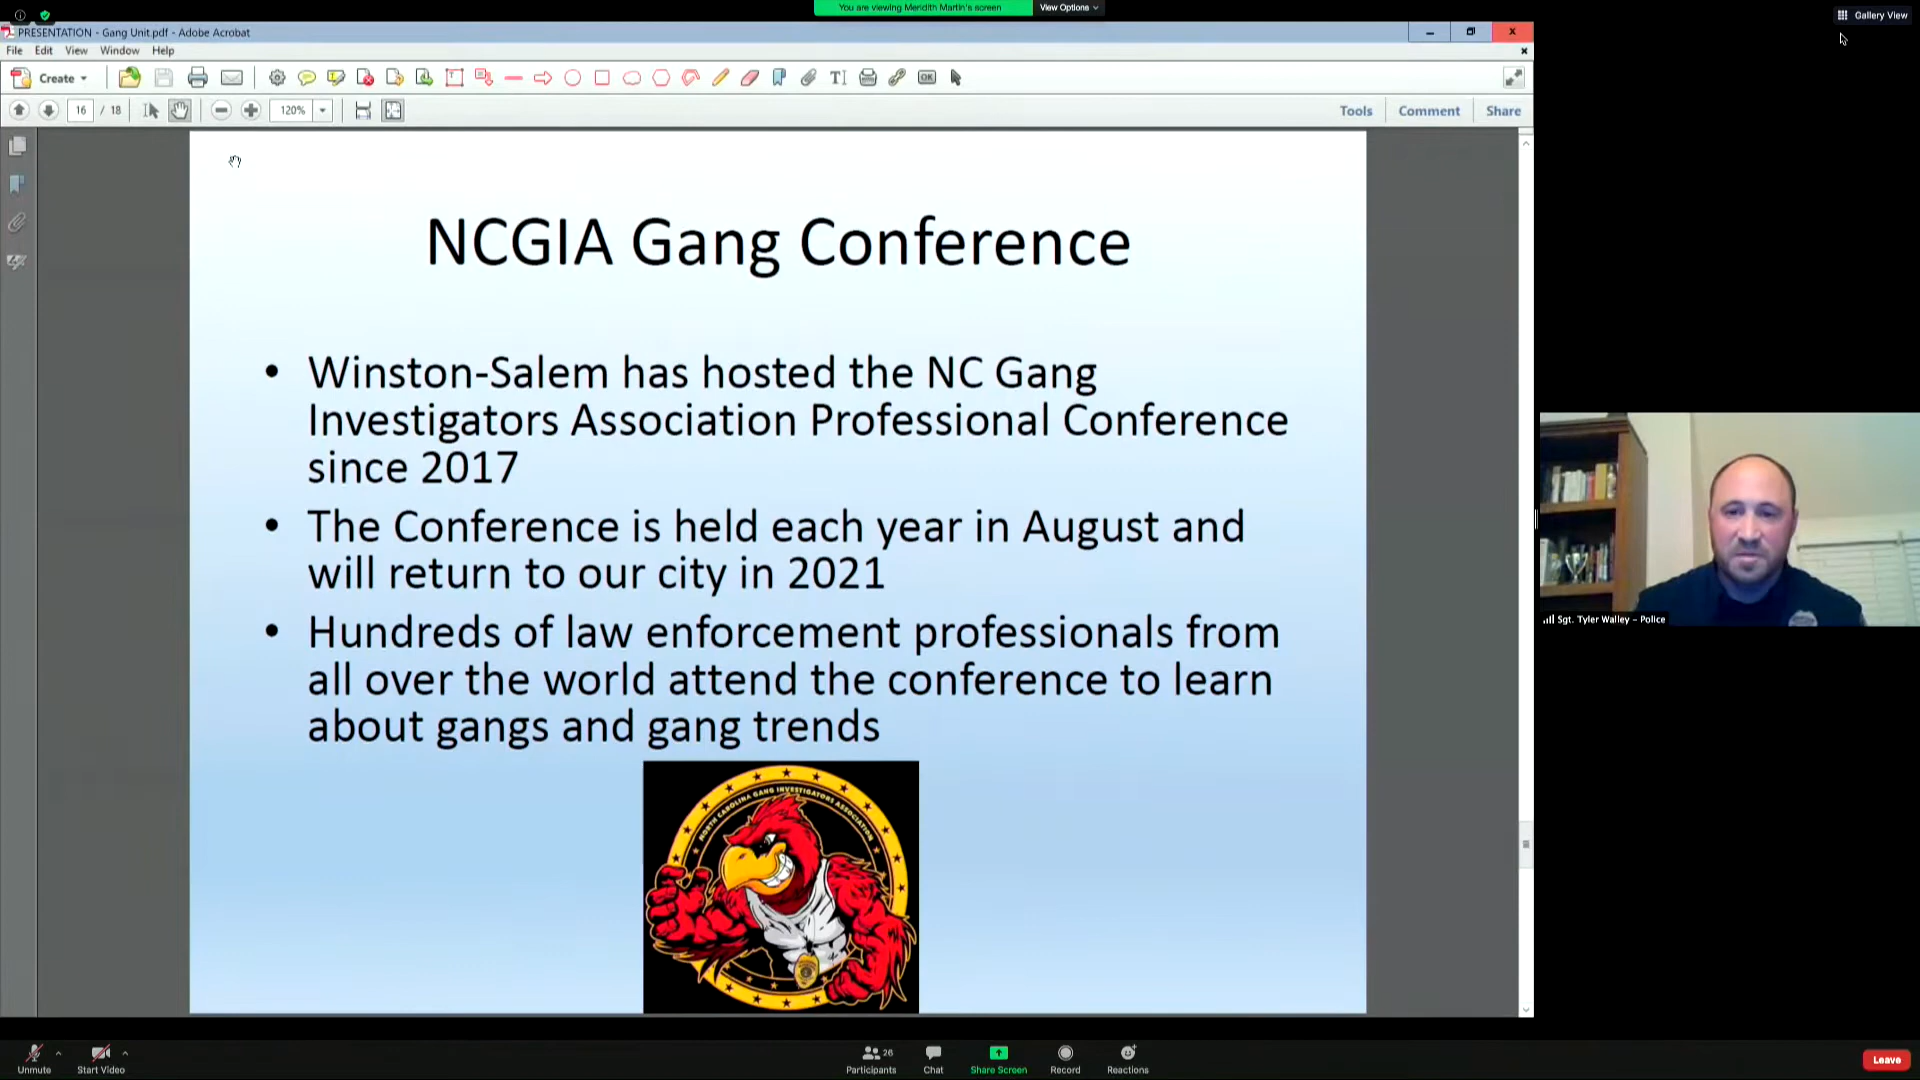 You are viewing Meridith Martin's screen
View Options
Gallery View
PRESENTATION - Gang Unit.pdf - Adobe Acrobat
File Edit View Window Help
Create
16 / 18
120%
Tools Comment Share
NCGIA Gang Conference
• Winston-Salem has hosted the NC Gang
Investigators Association Professional Conference
since 2017
• The Conference is held each year in August and
will return to our city in 2021
• Hundreds of law enforcement professionals from
all over the world attend the conference to learn
about gangs and gang trends
NORTH CAROLINA GANG INVESTIGATORS ASSOCIATION
Sgt. Tyler Walley – Police
Unmute
Start Video
Participants 26
Chat
Share Screen
Record
Reactions
Leave